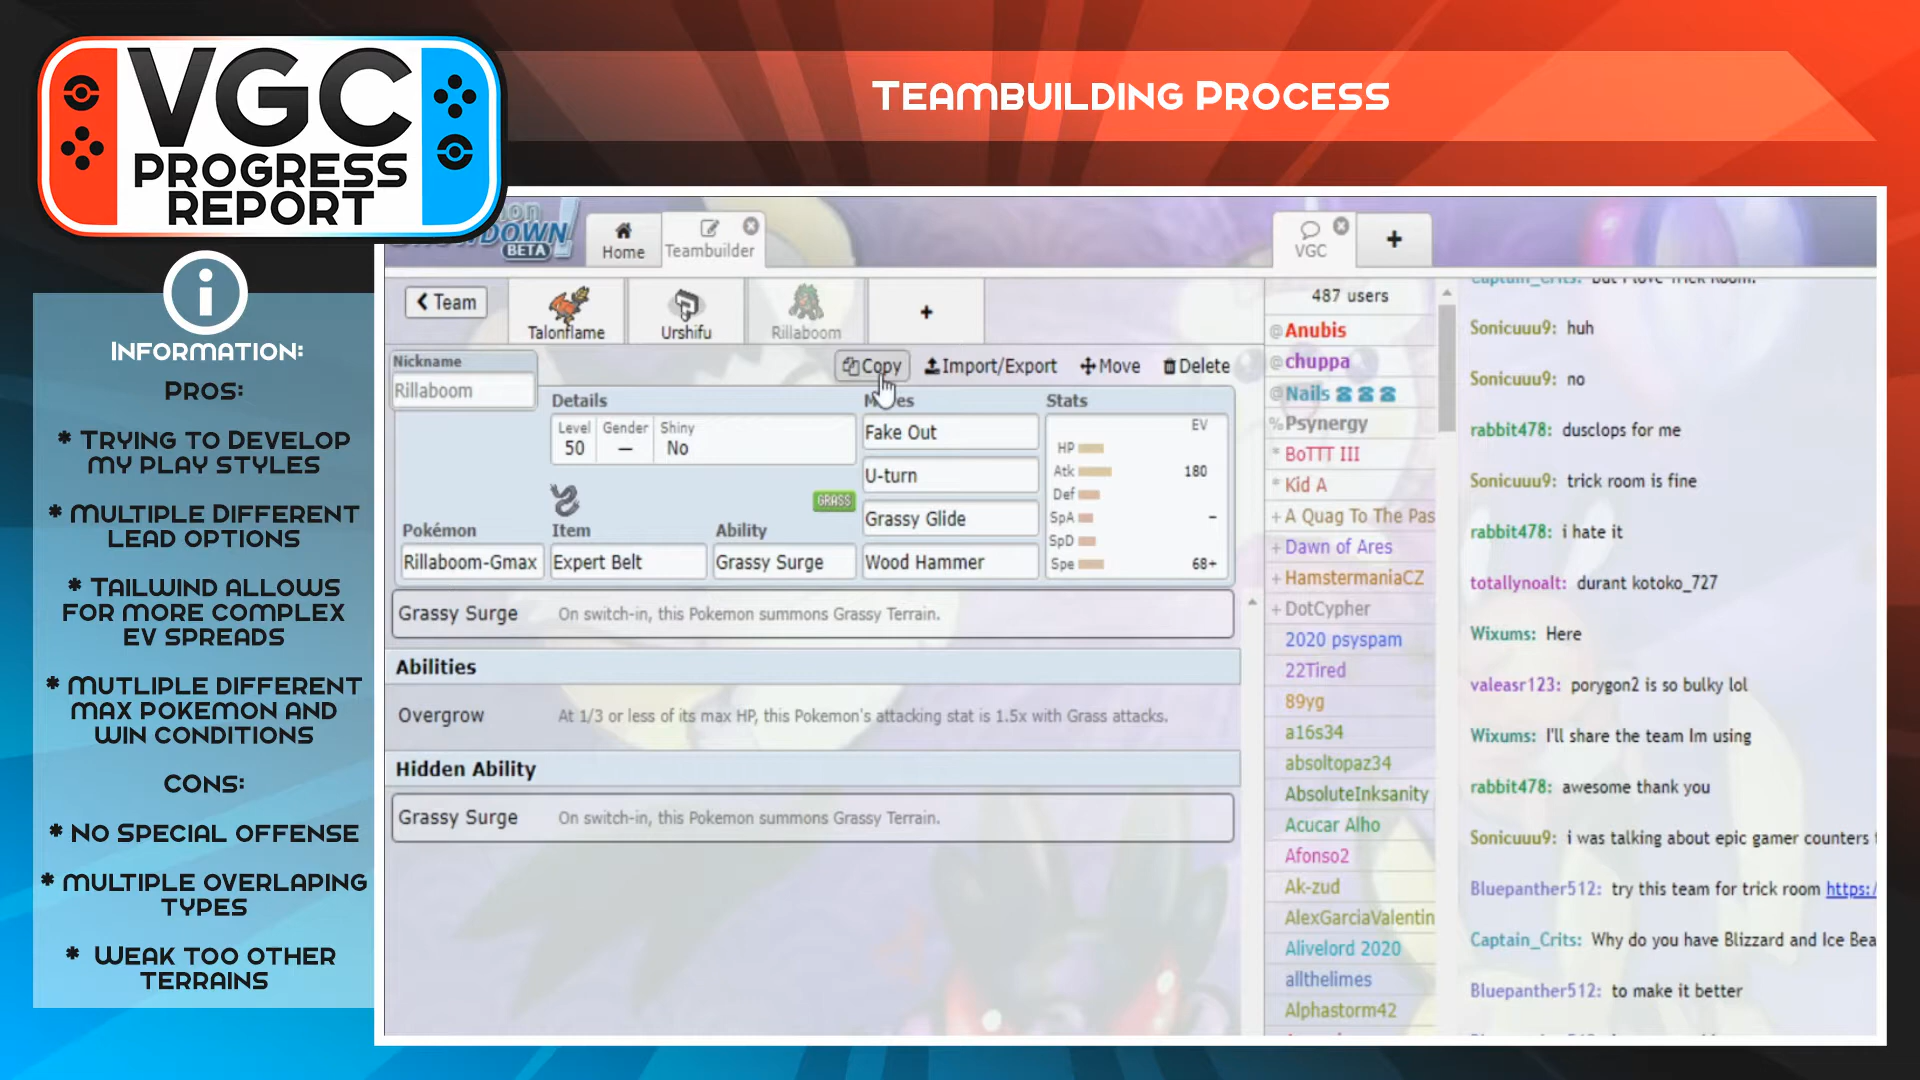 VGC
PROGRESS
REPORT
TEAMBUILDING PROCESS
INFORMATION:
PROS:
* TRYING TO DEVELOP
MY PLAY STYLES
* MULTIPLE DIFFERENT
LEAD OPTIONS
* TAILWIND ALLOWS
FOR MORE COMPLEX
EV SPREADS
* MUTLIPLE DIFFERENT
MAX POKEMON AND
WIN CONDITIONS
CONS:
* NO SPECIAL OFFENSE
* MULTIPLE OVERLAPING
TYPES
* WEAK TOO OTHER
TERRAINS
BETA
Home
Teambuilder
VGC
+
Team
Talonflame
Urshifu
Rillaboom
+
Nickname
Rillaboom
Copy
Import/Export
Move
Delete
Details
Level
Gender
Shiny
50
—
No
GRASS
Pokémon
Item
Ability
Rillaboom-Gmax
Expert Belt
Grassy Surge
Fake Out
U-turn
Grassy Glide
Wood Hammer
Stats
EV
HP
Atk 180
Def
SpA –
SpD
Spe 68+
Grassy Surge On switch-in, this Pokemon summons Grassy Terrain.
Abilities
Overgrow At 1/3 or less of its max HP, this Pokemon's attacking stat is 1.5x with Grass attacks.
Hidden Ability
Grassy Surge On switch-in, this Pokemon summons Grassy Terrain.
487 users
@Anubis
@chuppa
@Nails ☎☎☎
%Psynergy
*BoTTT III
*Kid A
+A Quag To The Pas
+Dawn of Ares
+HamstermaniaCZ
+DotCypher
2020 psyspam
22Tired
89yg
a16s34
absoltopaz34
AbsoluteInksanity
Acucar Alho
Afonso2
Ak-zud
AlexGarciaValentin
Alivelord 2020
allthelimes
Alphastorm42
Captain_Crits: but I love Trick Room.
Sonicuuu9: huh
Sonicuuu9: no
rabbit478: dusclops for me
Sonicuuu9: trick room is fine
rabbit478: i hate it
totallynoalt: durant kotoko_727
Wixums: Here
valeasr123: porygon2 is so bulky lol
Wixums: I'll share the team Im using
rabbit478: awesome thank you
Sonicuuu9: i was talking about epic gamer counters
Bluepanther512: try this team for trick room https:/
Captain_Crits: Why do you have Blizzard and Ice Bea
Bluepanther512: to make it better